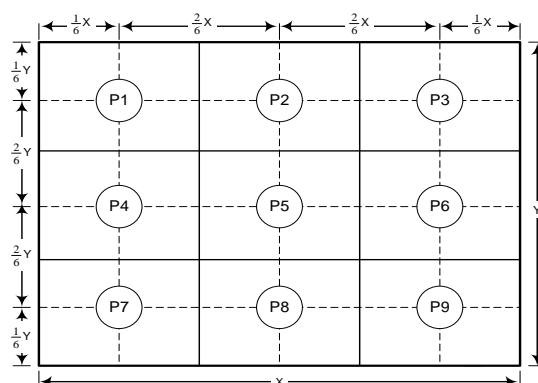 1/6 X 2/6 X 2/6 X 1/6 X
1/6 Y
P1 P2 P3
2/6 Y
P4 P5 P6
Y
2/6 Y
P7 P8 P9
1/6 Y
X